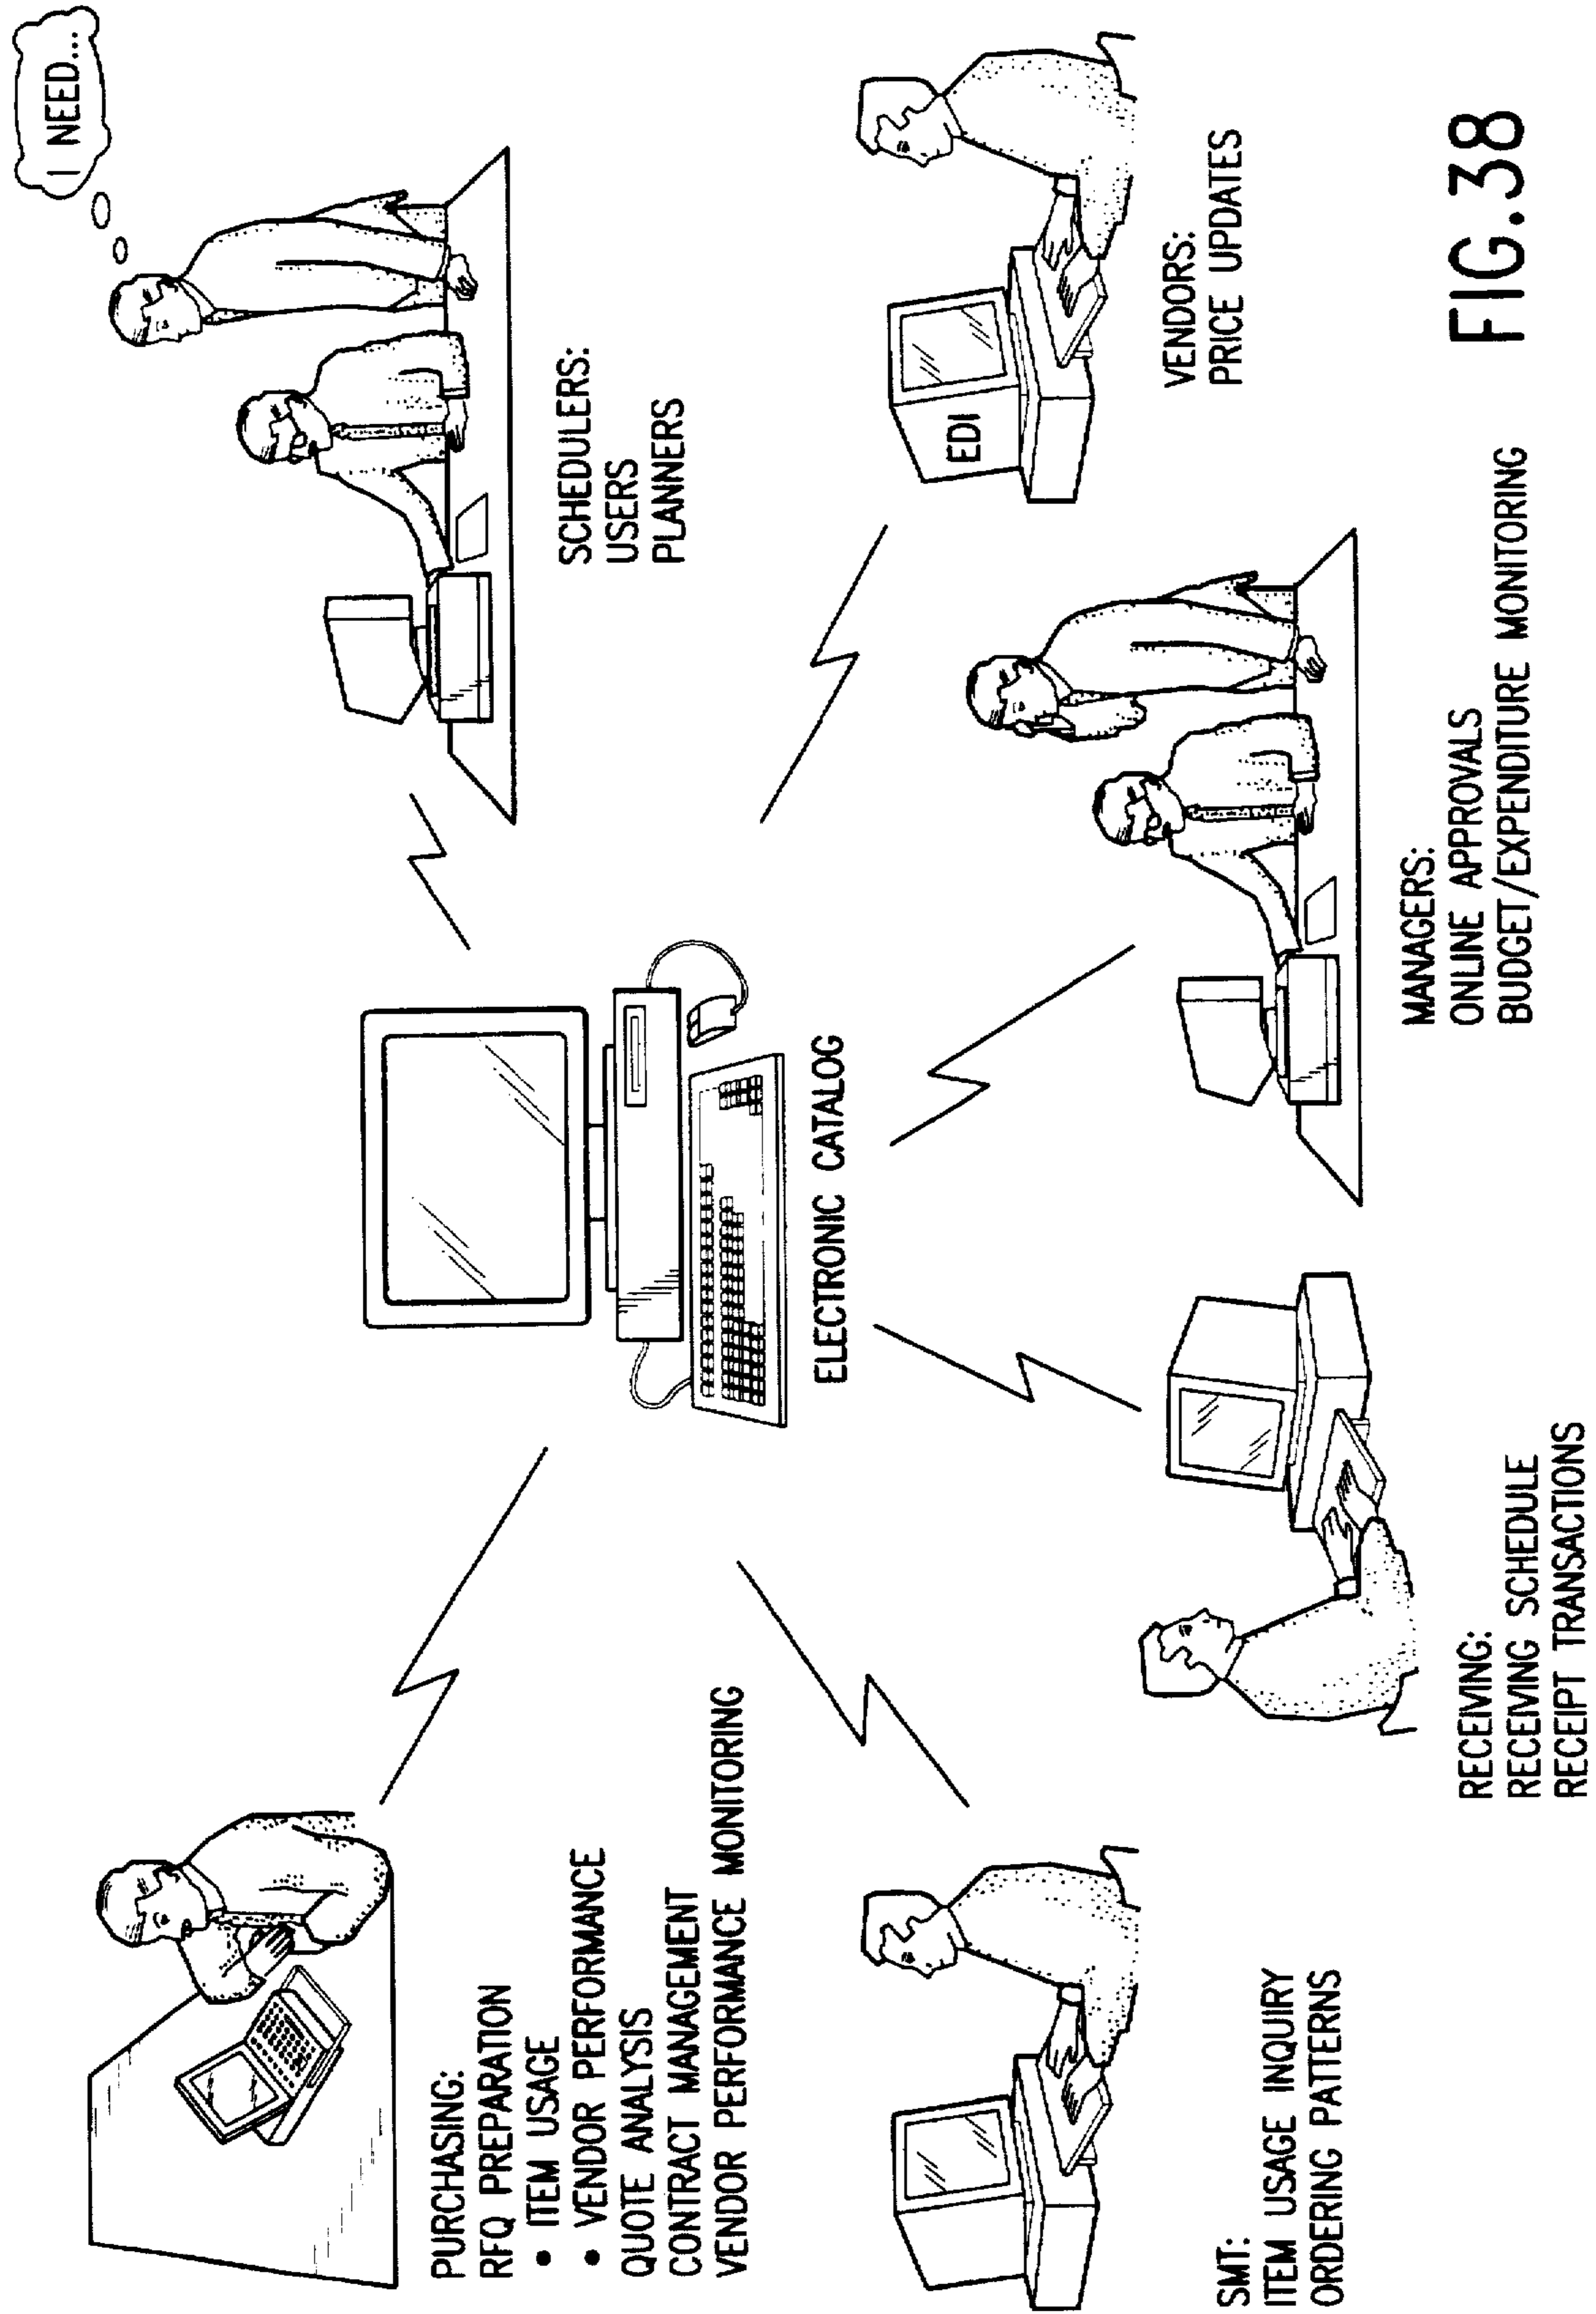 I NEED...
PURCHASING:
RFQ PREPARATION
• ITEM USAGE
• VENDOR PERFORMANCE
QUOTE ANALYSIS
CONTRACT MANAGEMENT
VENDOR PERFORMANCE MONITORING
SCHEDULERS:
USERS
PLANNERS
ELECTRONIC CATALOG
SMT:
ITEM USAGE INQUIRY
ORDERING PATTERNS
RECEIVING:
RECEIVING SCHEDULE
RECEIPT TRANSACTIONS
MANAGERS:
ONLINE APPROVALS
BUDGET/EXPENDITURE MONITORING
EDI
VENDORS:
PRICE UPDATES
FIG.38